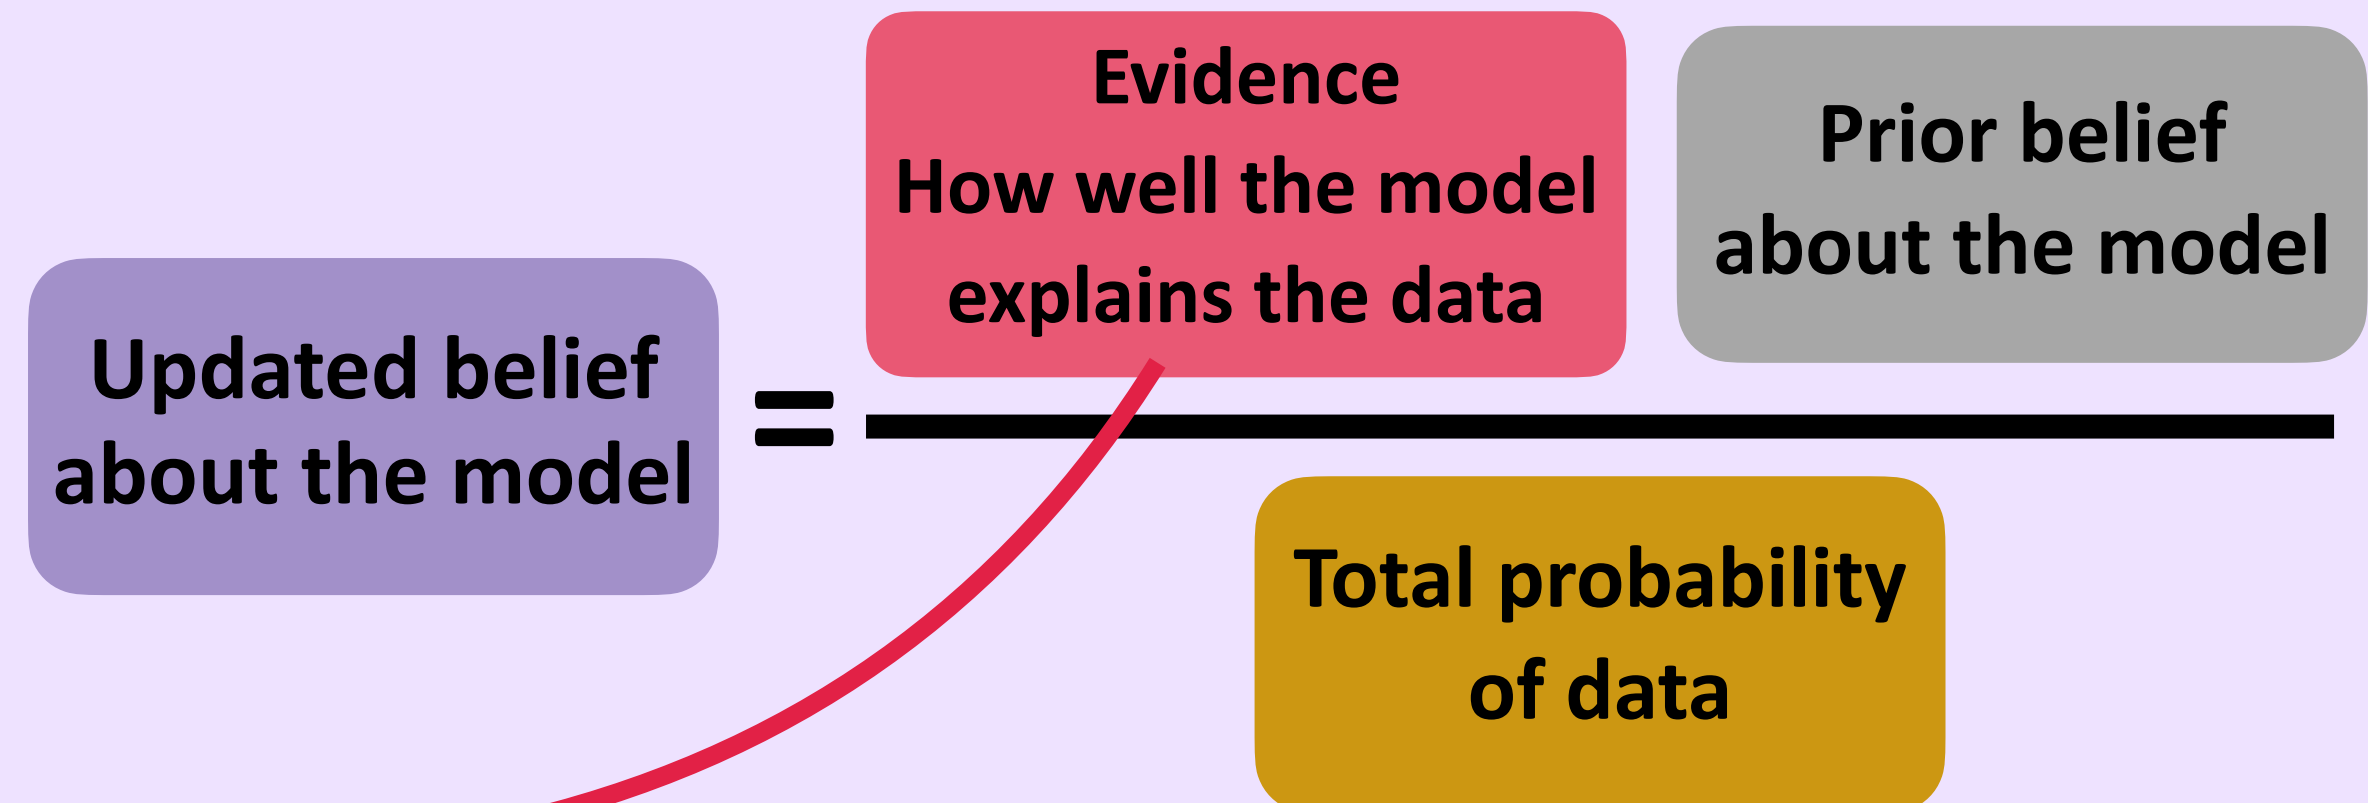 Updated belief
about the model
=
Evidence
How well the model
explains the data
Prior belief
about the model
Total probability
of data